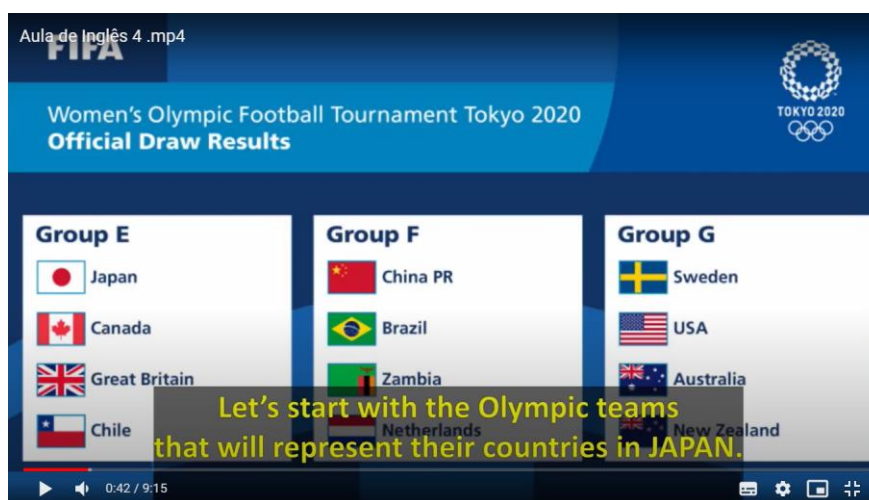 Aula de Inglês 4 .mp4
FIFA
TOKYO 2020
Women's Olympic Football Tournament Tokyo 2020
Official Draw Results
Group E
Japan
Canada
Great Britain
Chile
Group F
China PR
Brazil
Zambia
Netherlands
Group G
Sweden
USA
Australia
New Zealand
Let's start with the Olympic teams
that will represent their countries in JAPAN.
0:42 / 9:15